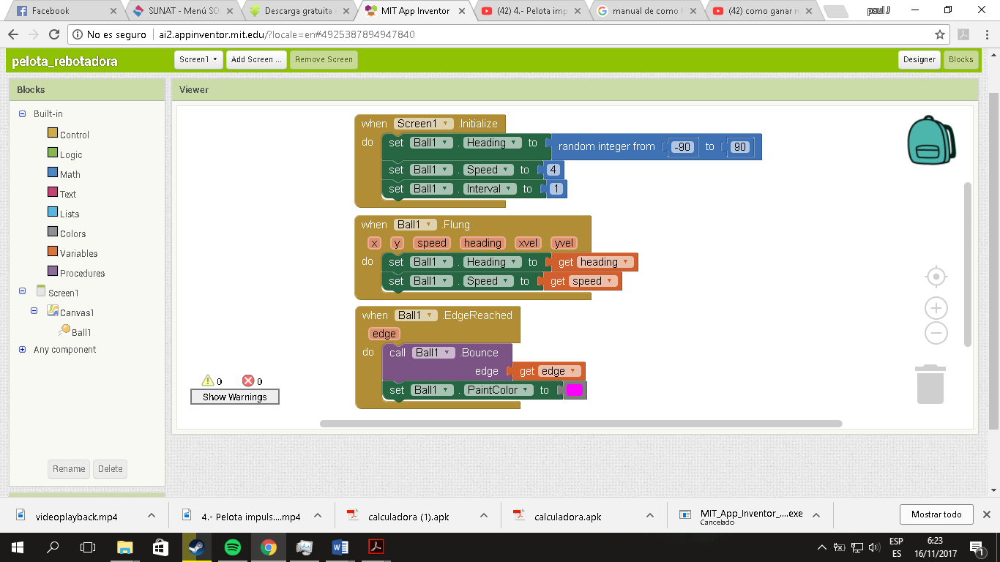 Facebook
SUNAT - Menú SO
Descarga gratuita
MIT App Inventor
(42) 4.- Pelota imp
manual de como
(42) como ganar
paul J
No es seguro ai2.appinventor.mit.edu/?locale=en#4925387894947840
pelota_rebotadora
Screen1
Add Screen ...
Remove Screen
Designer
Blocks
Blocks
Built-in
Control
Logic
Math
Text
Lists
Colors
Variables
Procedures
Screen1
Canvas1
Ball1
Any component
Rename
Delete
Viewer
when Screen1 .Initialize
do set Ball1 . Heading to random integer from -90 to 90
set Ball1 . Speed to 4
set Ball1 . Interval to 1
when Ball1 .Flung
x y speed heading xvel yvel
do set Ball1 . Heading to get heading
set Ball1 . Speed to get speed
when Ball1 .EdgeReached
edge
do call Ball1 .Bounce
edge get edge
set Ball1 . PaintColor to
0 0
Show Warnings
videoplayback.mp4
4.- Pelota impuls....mp4
calculadora (1).apk
calculadora.apk
MIT_App_Inventor_....exe
Cancelado
Mostrar todo
ESP
ES
6:23
16/11/2017
1